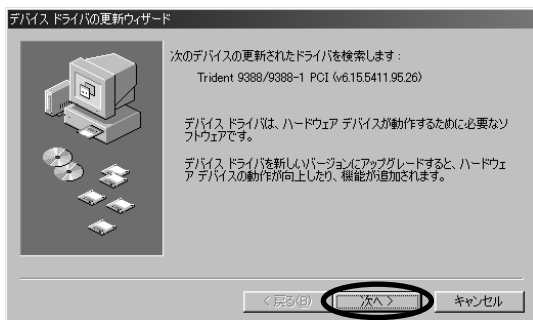 デバイス ドライバの更新ウィザード
次のデバイスの更新されたドライバを検索します :
Trident 9388/9388-1 PCI (v6.15.5411.95.26)
デバイス ドライバは、ハードウェア デバイスが動作するために必要なソ
フトウェアです。
デバイス ドライバを新しいバージョンにアップグレードすると、ハードウェ
ア デバイスの動作が向上したり、機能が追加されます。
< 戻る(B)
次へ >
キャンセル